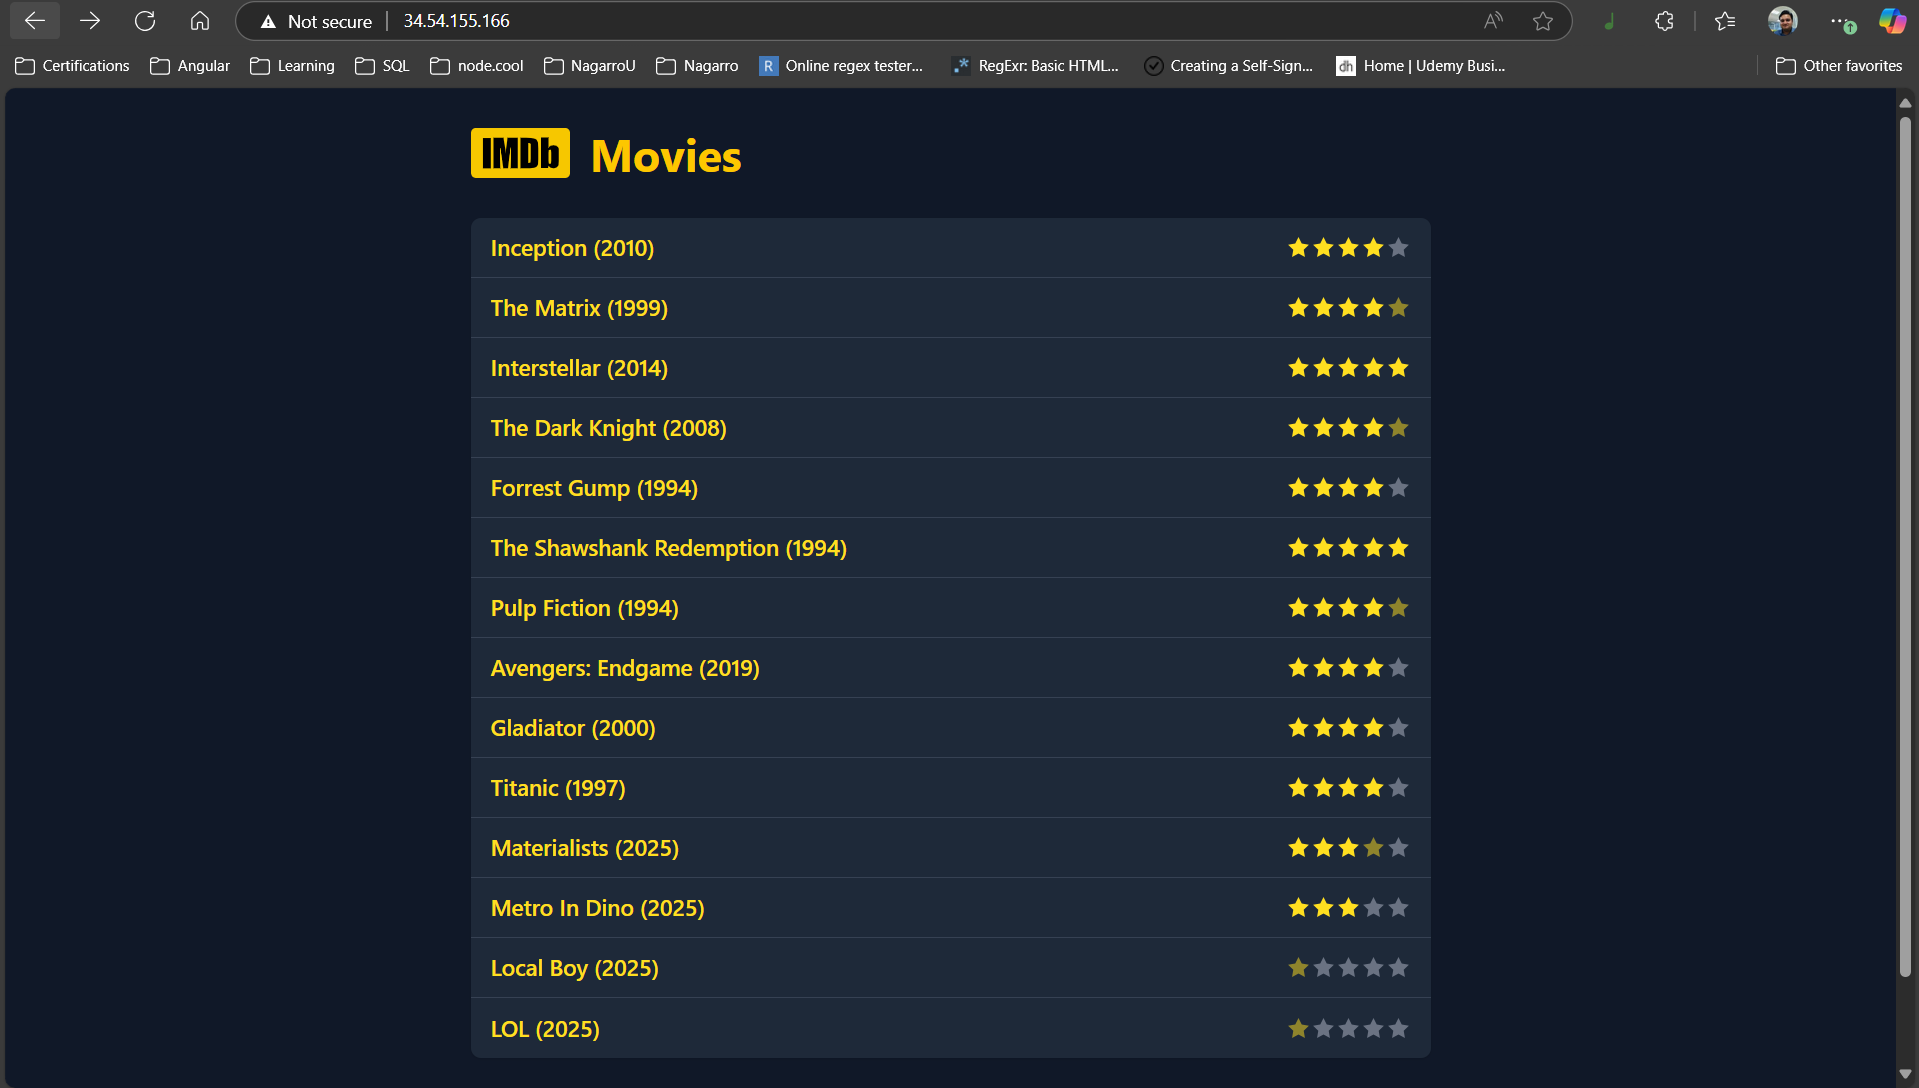 Not secure 34.54.155.166
Certifications Angular Learning SQL node.cool NagarroU Nagarro R Online regex tester... .* RegExr: Basic HTML... Creating a Self-Sign... dh Home | Udemy Busi... Other favorites
IMDb Movies
Inception (2010)
The Matrix (1999)
Interstellar (2014)
The Dark Knight (2008)
Forrest Gump (1994)
The Shawshank Redemption (1994)
Pulp Fiction (1994)
Avengers: Endgame (2019)
Gladiator (2000)
Titanic (1997)
Materialists (2025)
Metro In Dino (2025)
Local Boy (2025)
LOL (2025)